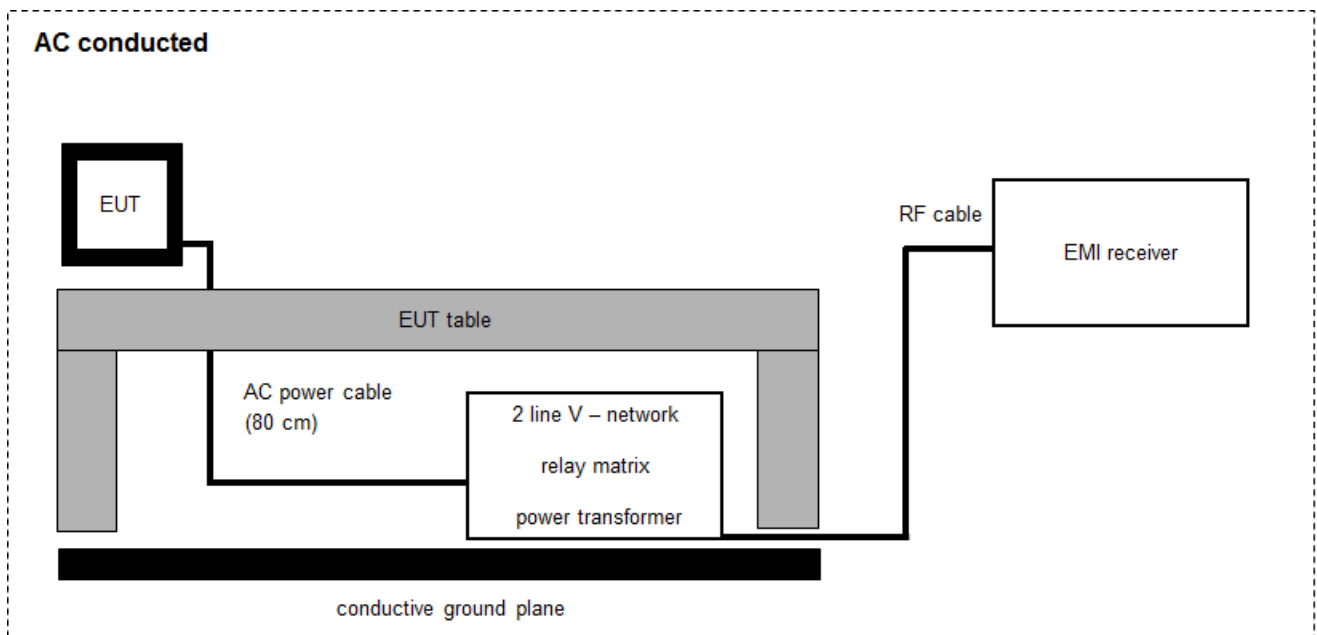 AC conducted
EUT
RF cable
EMI receiver
EUT table
AC power cable
(80 cm)
2 line V – network
relay matrix
power transformer
conductive ground plane